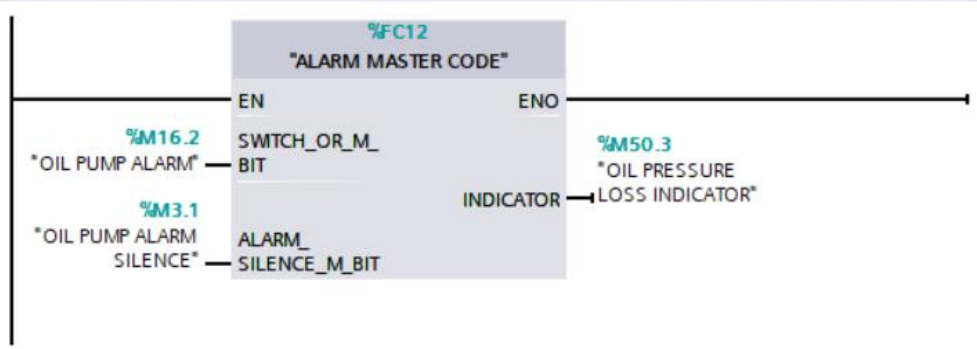 %FC12
"ALARM MASTER CODE"
EN
ENO
%M16.2
"OIL PUMP ALARM"
SWITCH_OR_M_
BIT
%M50.3
"OIL PRESSURE
LOSS INDICATOR"
INDICATOR
%M3.1
"OIL PUMP ALARM
SILENCE"
ALARM_
SILENCE_M_BIT